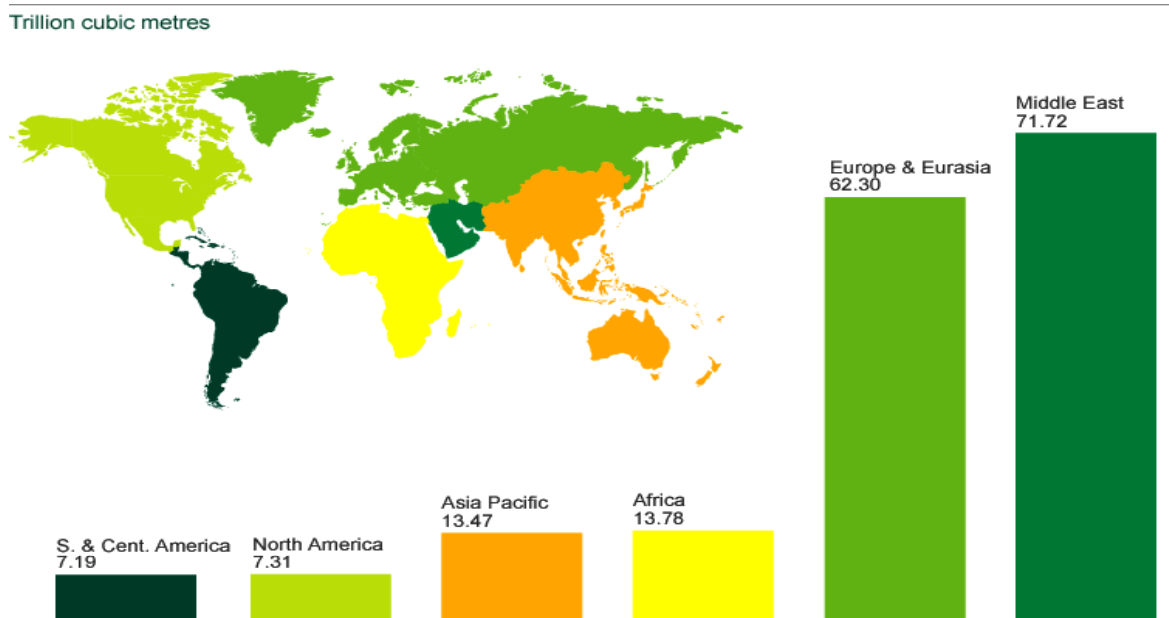 Trillion cubic metres
S. & Cent. America
7.19
North America
7.31
Asia Pacific
13.47
Africa
13.78
Europe & Eurasia
62.30
Middle East
71.72